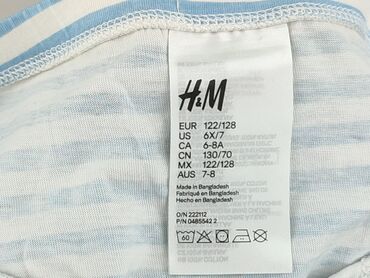 H&M
EUR 122/128
US 6X/7
CA 6-8A
CN 130/70
MX 122/128
AUS 7-8
Made in Bangladesh
Fabriqué en Bangladesh
Hecho en Bangladesh
O/N 222112
P/N 0485542 2
60